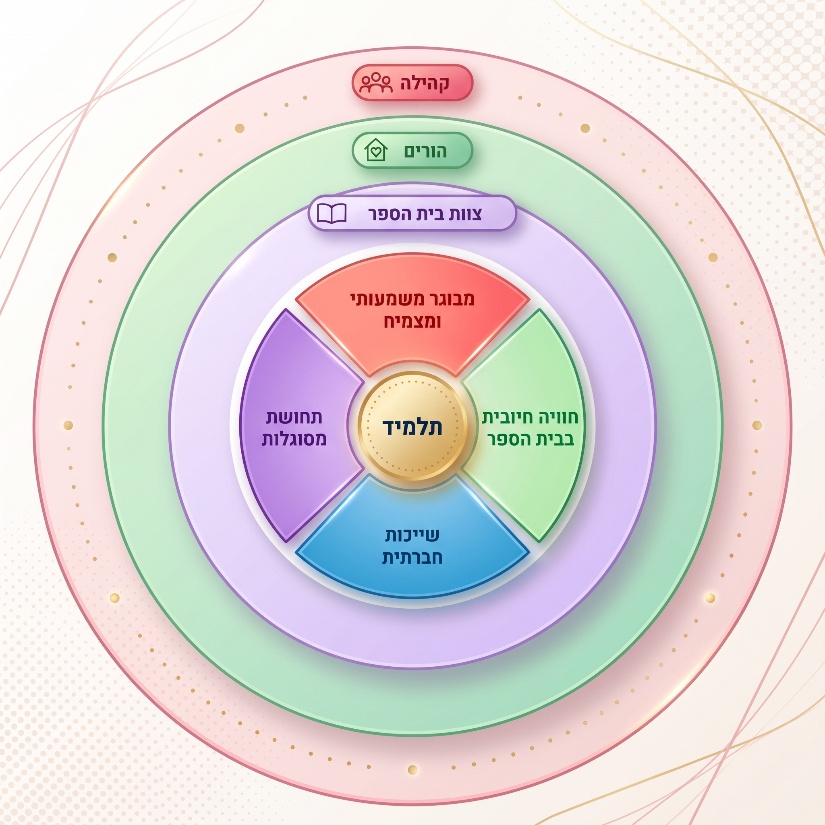 קהילה
הורים
צוות בית הספר
מבוגר משמעותי
ומצמיח
חוויה חיובית
בבית הספר
תלמיד
תחושת
מסוגלות
שייכות
חברתית